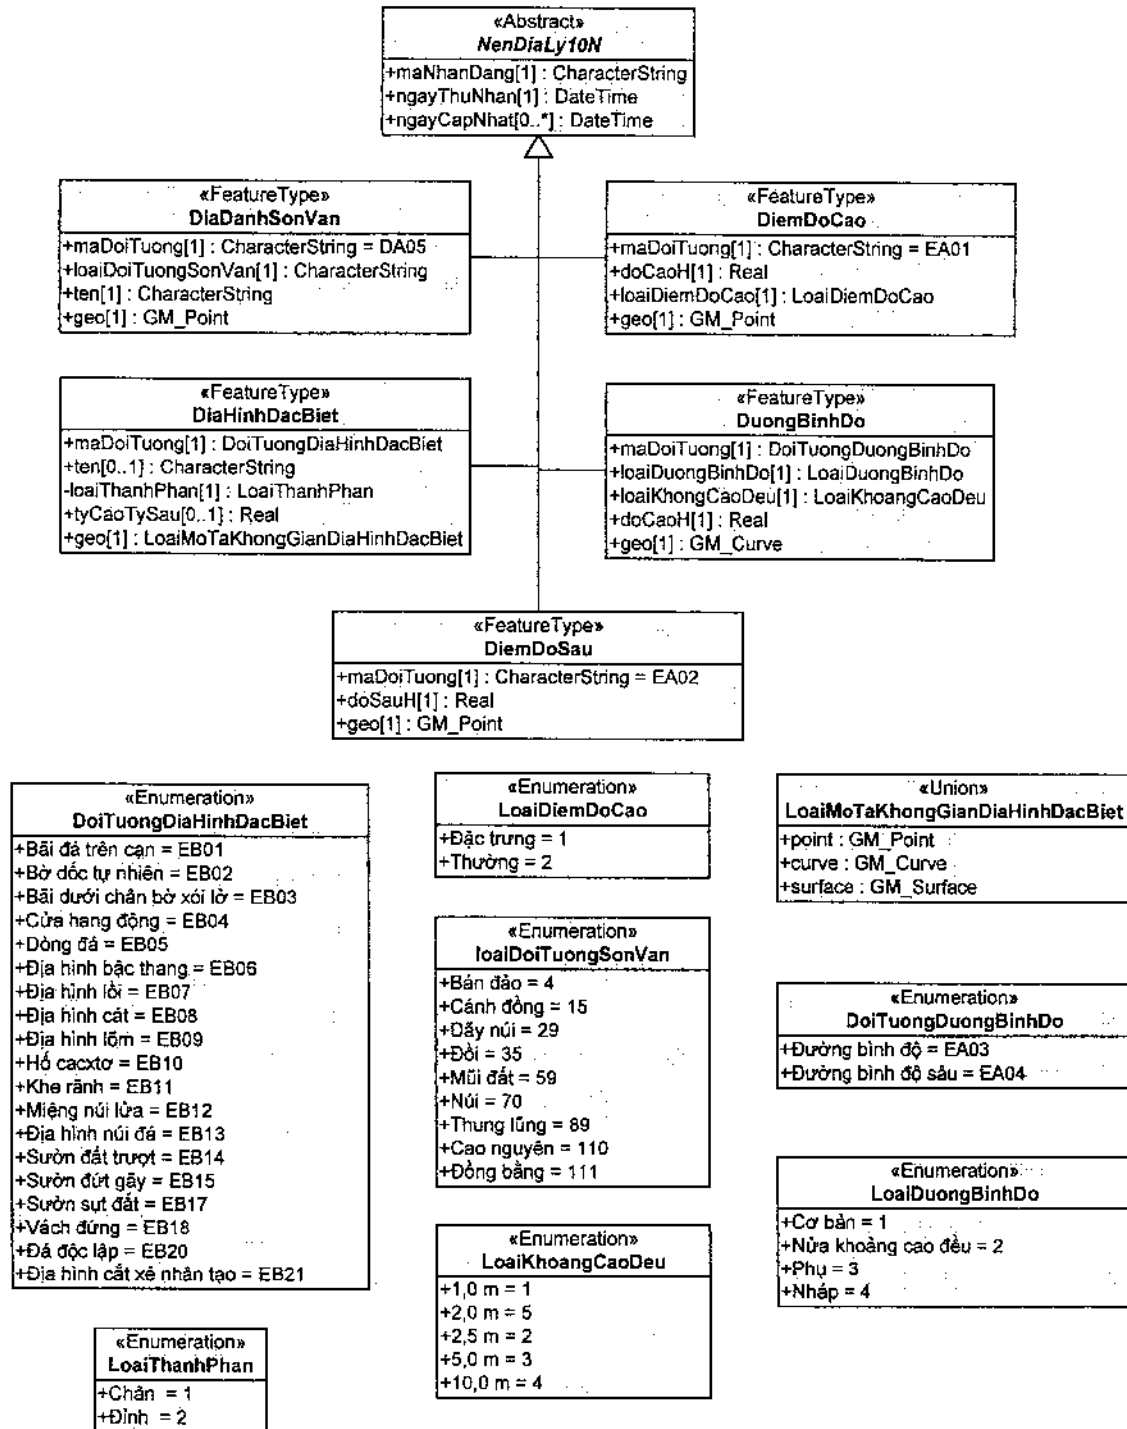 «Abstract»
NenDiaLy10N
+maNhanDang[1] : CharacterString
+ngayThuNhan[1] : DateTime
+ngayCapNhat[0..*] : DateTime
«FeatureType»
DiaDanhSonVan
+maDoiTuong[1] : CharacterString = DA05
+loaiDoiTuongSonVan[1] : CharacterString
+ten[1] : CharacterString
+geo[1] : GM_Point
«FeatureType»
DiemDoCao
+maDoiTuong[1] : CharacterString = EA01
+doCaoH[1] : Real
+loaiDiemDoCao[1] : LoaiDiemDoCao
+geo[1] : GM_Point
«FeatureType»
DiaHinhDacBiet
+maDoiTuong[1] : DoiTuongDiaHinhDacBiet
+ten[0..1] : CharacterString
-loaiThanhPhan[1] : LoaiThanhPhan
+tyCaoTySau[0..1] : Real
+geo[1] : LoaiMoTaKhongGianDiaHinhDacBiet
«FeatureType»
DuongBinhDo
+maDoiTuong[1] : DoiTuongDuongBinhDo
+loaiDuongBinhDo[1] : LoaiDuongBinhDo
+loaiKhongCaoDeu[1] : LoaiKhoangCaoDeu
+doCaoH[1] : Real
+geo[1] : GM_Curve
«FeatureType»
DiemDoSau
+maDoiTuong[1] : CharacterString = EA02
+doSauH[1] : Real
+geo[1] : GM_Point
«Enumeration»
DoiTuongDiaHinhDacBiet
+Bãi đá trên cạn = EB01
+Bờ dốc tự nhiên = EB02
+Bãi dưới chân bờ xói lở = EB03
+Cửa hang động = EB04
+Dòng đá = EB05
+Địa hình bậc thang = EB06
+Địa hình lồi = EB07
+Địa hình cát = EB08
+Địa hình lõm = EB09
+Hố cacxtơ = EB10
+Khe rãnh = EB11
+Miệng núi lửa = EB12
+Địa hình núi đá = EB13
+Sườn đất trượt = EB14
+Sườn đứt gãy = EB15
+Sườn sụt đất = EB17
+Vách đứng = EB18
+Đá độc lập = EB20
+Địa hình cắt xẻ nhân tạo = EB21
«Enumeration»
LoaiThanhPhan
+Chân = 1
+Đỉnh = 2
«Enumeration»
LoaiDiemDoCao
+Đặc trưng = 1
+Thường = 2
«Enumeration»
loaiDoiTuongSonVan
+Bán đảo = 4
+Cánh đồng = 15
+Dãy núi = 29
+Đồi = 35
+Mũi đất = 59
+Núi = 70
+Thung lũng = 89
+Cao nguyên = 110
+Đồng bằng = 111
«Enumeration»
LoaiKhoangCaoDeu
+1,0 m = 1
+2,0 m = 5
+2,5 m = 2
+5,0 m = 3
+10,0 m = 4
«Union»
LoaiMoTaKhongGianDiaHinhDacBiet
+point : GM_Point
+curve : GM_Curve
+surface : GM_Surface
«Enumeration»
DoiTuongDuongBinhDo
+Đường bình độ = EA03
+Đường bình độ sâu = EA04
«Enumeration»
LoaiDuongBinhDo
+Cơ bản = 1
+Nửa khoảng cao đều = 2
+Phụ = 3
+Nháp = 4